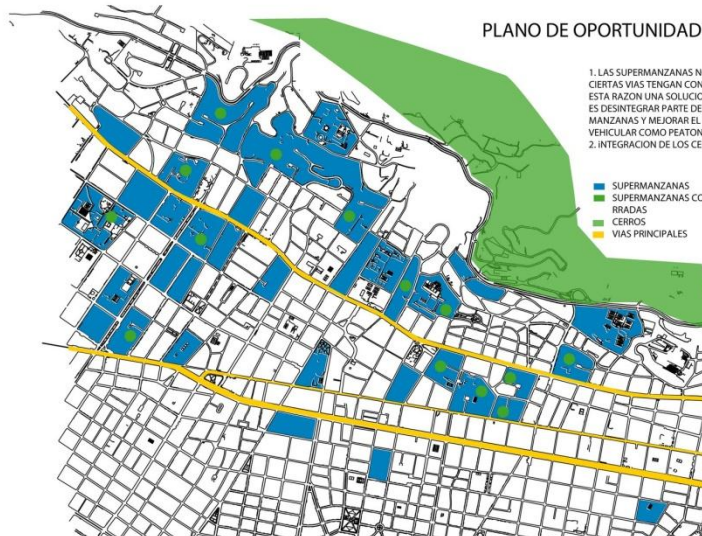 PLANO DE OPORTUNIDAD
1. LAS SUPERMANZANAS N
CIERTAS VIAS TENGAN CON
ESTA RAZON UNA SOLUCIO
ES DESINTEGRAR PARTE DE
MANZANAS Y MEJORAR EL
VEHICULAR COMO PEATON
2. iNTEGRACION DE LOS CE
SUPERMANZANAS
SUPERMANZANAS CO
RRADAS
CERROS
VIAS PRINCIPALES